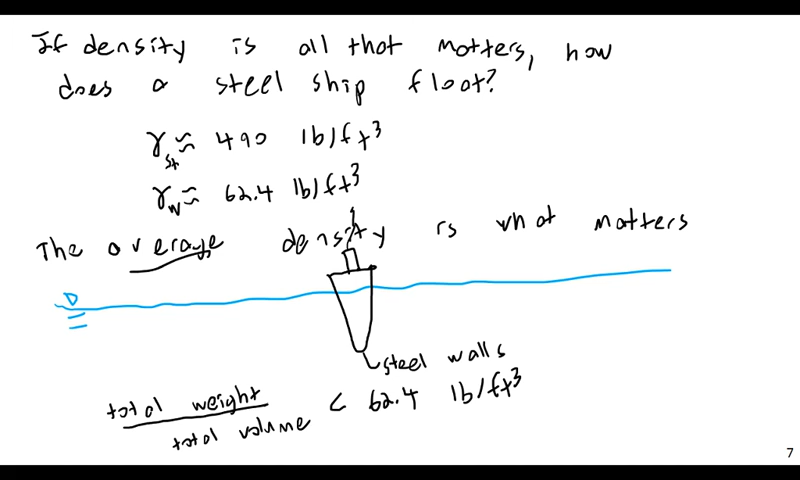 If density is all that matters, how
does a steel ship float?
γst ≈ 490 lb/ft³
γw ≈ 62.4 lb/ft³
The average density is what matters
steel walls
total weight / total volume < 62.4 lb/ft³
7